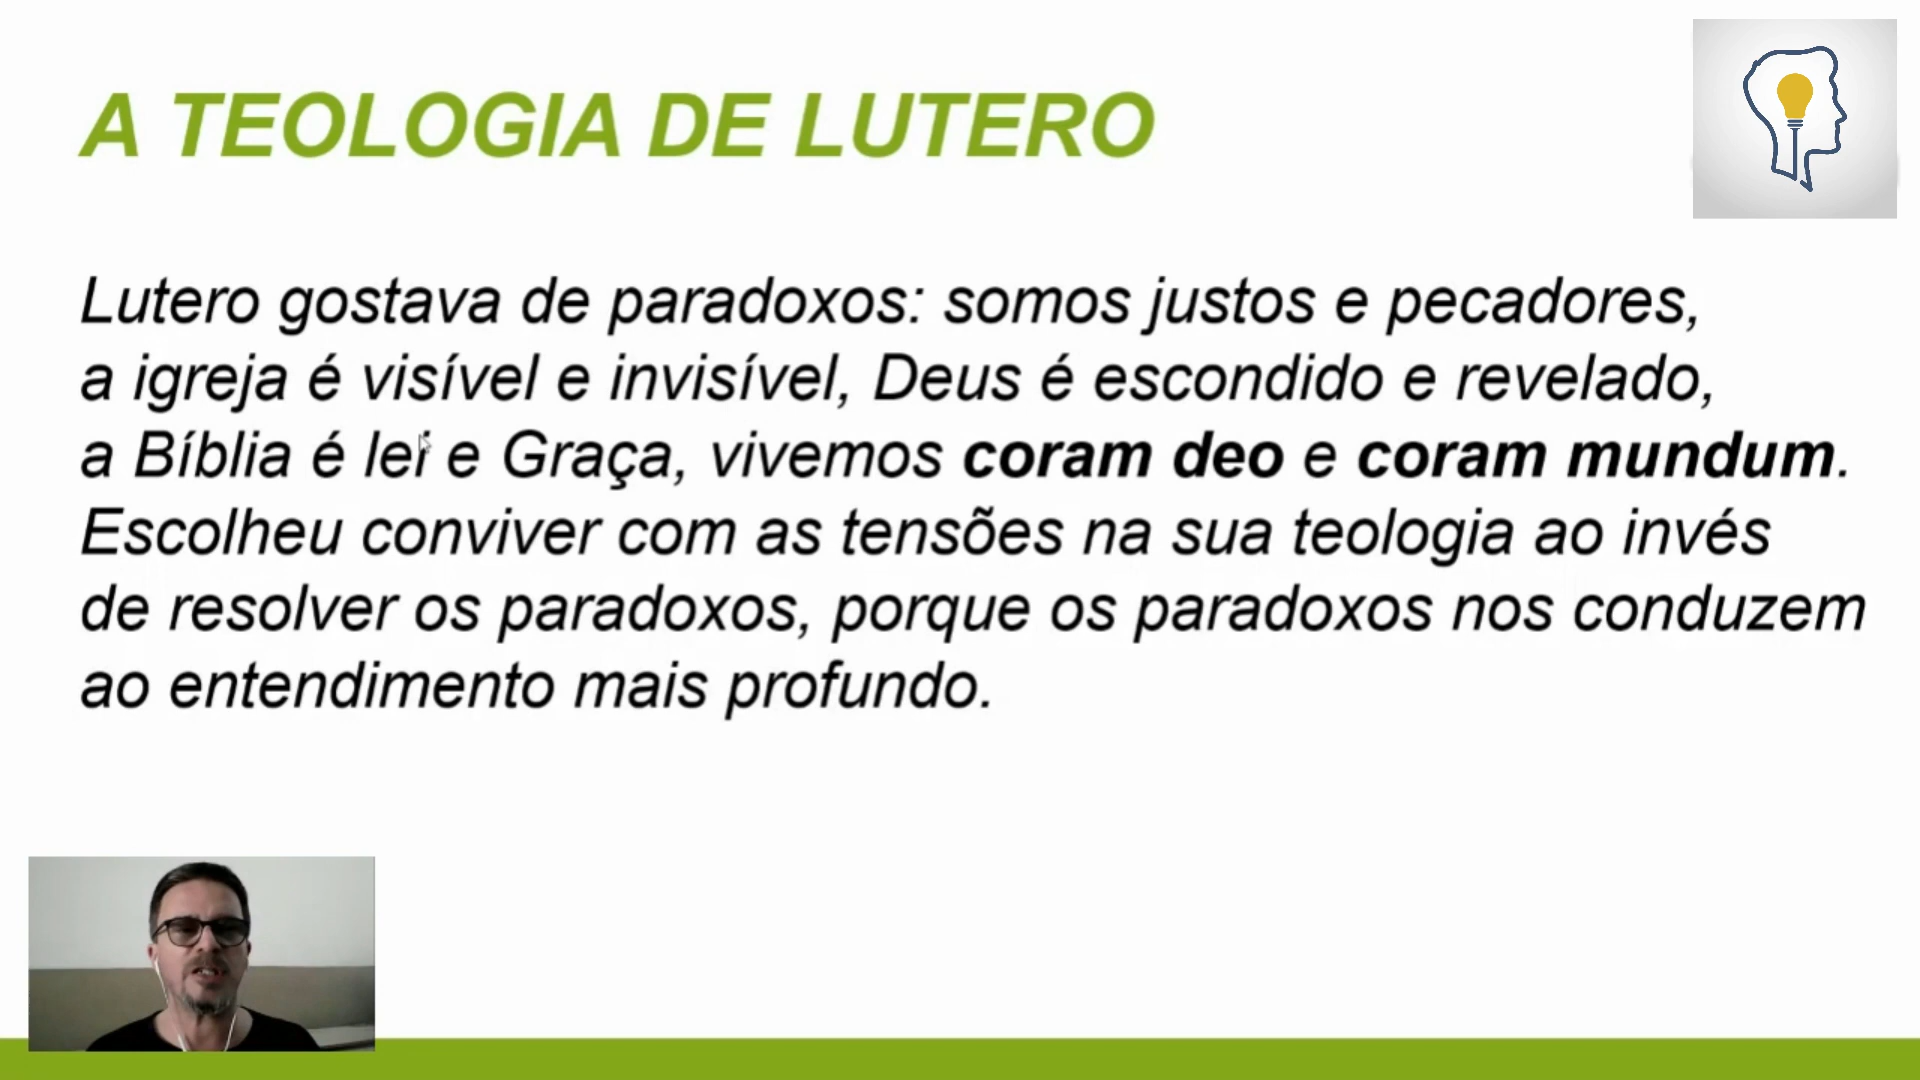 A TEOLOGIA DE LUTERO
Lutero gostava de paradoxos: somos justos e pecadores,
a igreja é visível e invisível, Deus é escondido e revelado,
a Bíblia é lei e Graça, vivemos coram deo e coram mundum.
Escolheu conviver com as tensões na sua teologia ao invés
de resolver os paradoxos, porque os paradoxos nos conduzem
ao entendimento mais profundo.